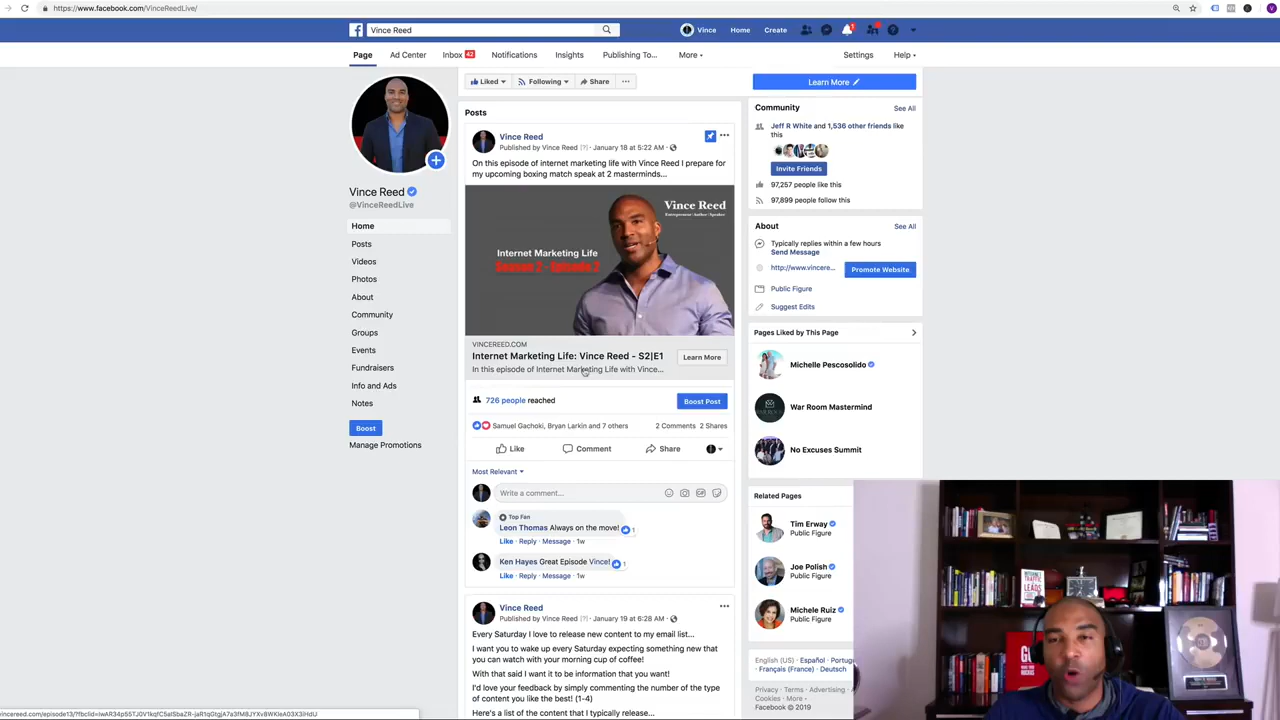 https://www.facebook.com/VinceReedLive/
Vince Reed
Vince
Home
Create
Page
Ad Center
Inbox 42
Notifications
Insights
Publishing To...
More
Settings
Help
Liked
Following
Share
Learn More
Vince Reed
@VinceReedLive
Home
Posts
Videos
Photos
About
Community
Groups
Events
Fundraisers
Info and Ads
Notes
Boost
Manage Promotions
Posts
Vince Reed
Published by Vince Reed [?] · January 18 at 5:22 AM ·
On this episode of internet marketing life with Vince Reed I prepare for
my upcoming boxing match speak at 2 masterminds...
Vince Reed
Entrepreneur | Author | Speaker
Internet Marketing Life
Season 2 - Episode 2
VINCEREED.COM
Internet Marketing Life: Vince Reed - S2|E1
In this episode of Internet Marketing Life with Vince...
Learn More
726 people reached
Boost Post
Samuel Gachoki, Bryan Larkin and 7 others
2 Comments 2 Shares
Like
Comment
Share
Most Relevant
Write a comment...
Top Fan
Leon Thomas Always on the move!
1
Like · Reply · Message · 1w
Ken Hayes Great Episode Vince!
1
Like · Reply · Message · 1w
Vince Reed
Published by Vince Reed [?] · January 19 at 6:28 AM ·
Every Saturday I love to release new content to my email list...
I want you to wake up every Saturday expecting something new that
you can watch with your morning cup of coffee!
With that said I want it to be information that you want!
I'd love your feedback by simply commenting the number of the type
of content you like the best! (1-4)
Here's a list of the content that I typically release...
Community
See All
Jeff R White and 1,536 other friends like
this
Invite Friends
97,257 people like this
97,899 people follow this
About
See All
Typically replies within a few hours
Send Message
http://www.vincere...
Promote Website
Public Figure
Suggest Edits
Pages Liked by This Page
Michelle Pescosolido
War Room Mastermind
No Excuses Summit
Related Pages
Tim Erway
Public Figure
Joe Polish
Public Figure
Michele Ruiz
Public Figure
English (US) · Español · Portug
Français (France) · Deutsch
Privacy · Terms · Advertising ·
Cookies · More
Facebook © 2019
TRAFFIC
LEADS